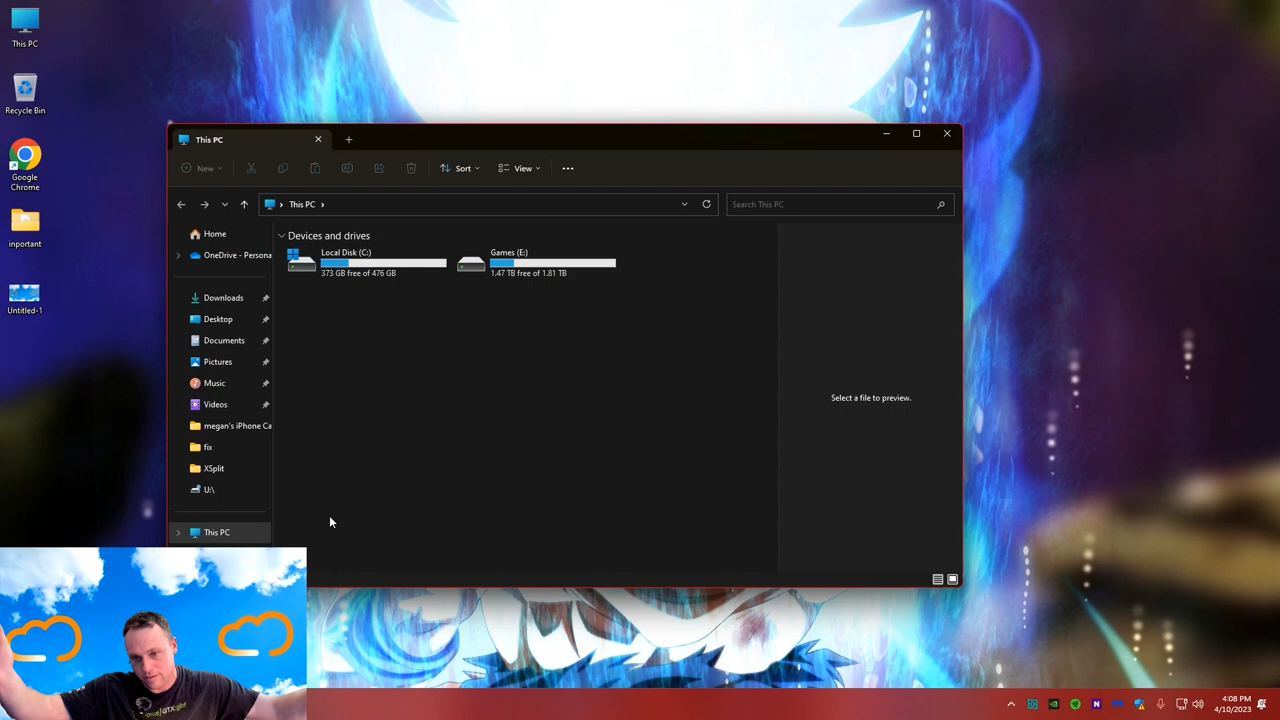 This PC
Recycle Bin
Google
Chrome
inportant
Untitled-1
This PC
New
Sort
View
This PC
Search This PC
Home
OneDrive - Persona
Downloads
Desktop
Documents
Pictures
Music
Videos
megan's iPhone Ca
fix
XSplit
U:\
This PC
Devices and drives
Local Disk (C:)
373 GB free of 476 GB
Games (E:)
1.47 TB free of 1.81 TB
Select a file to preview.
4:08 PM
4/10/2023